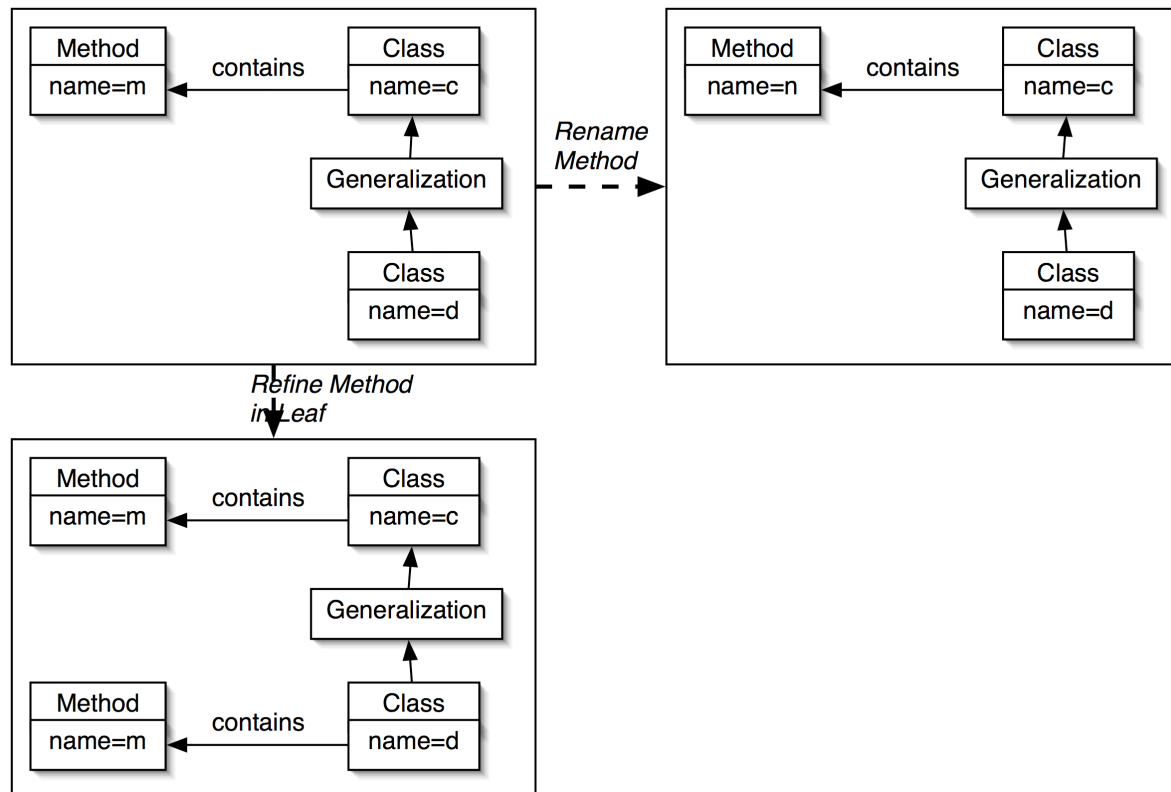 Method
name=m
contains
Class
name=c
Generalization
Class
name=d
Rename
Method
Method
name=n
contains
Class
name=c
Generalization
Class
name=d
Refine Method
in Leaf
Method
name=m
contains
Class
name=c
Generalization
Method
name=m
contains
Class
name=d